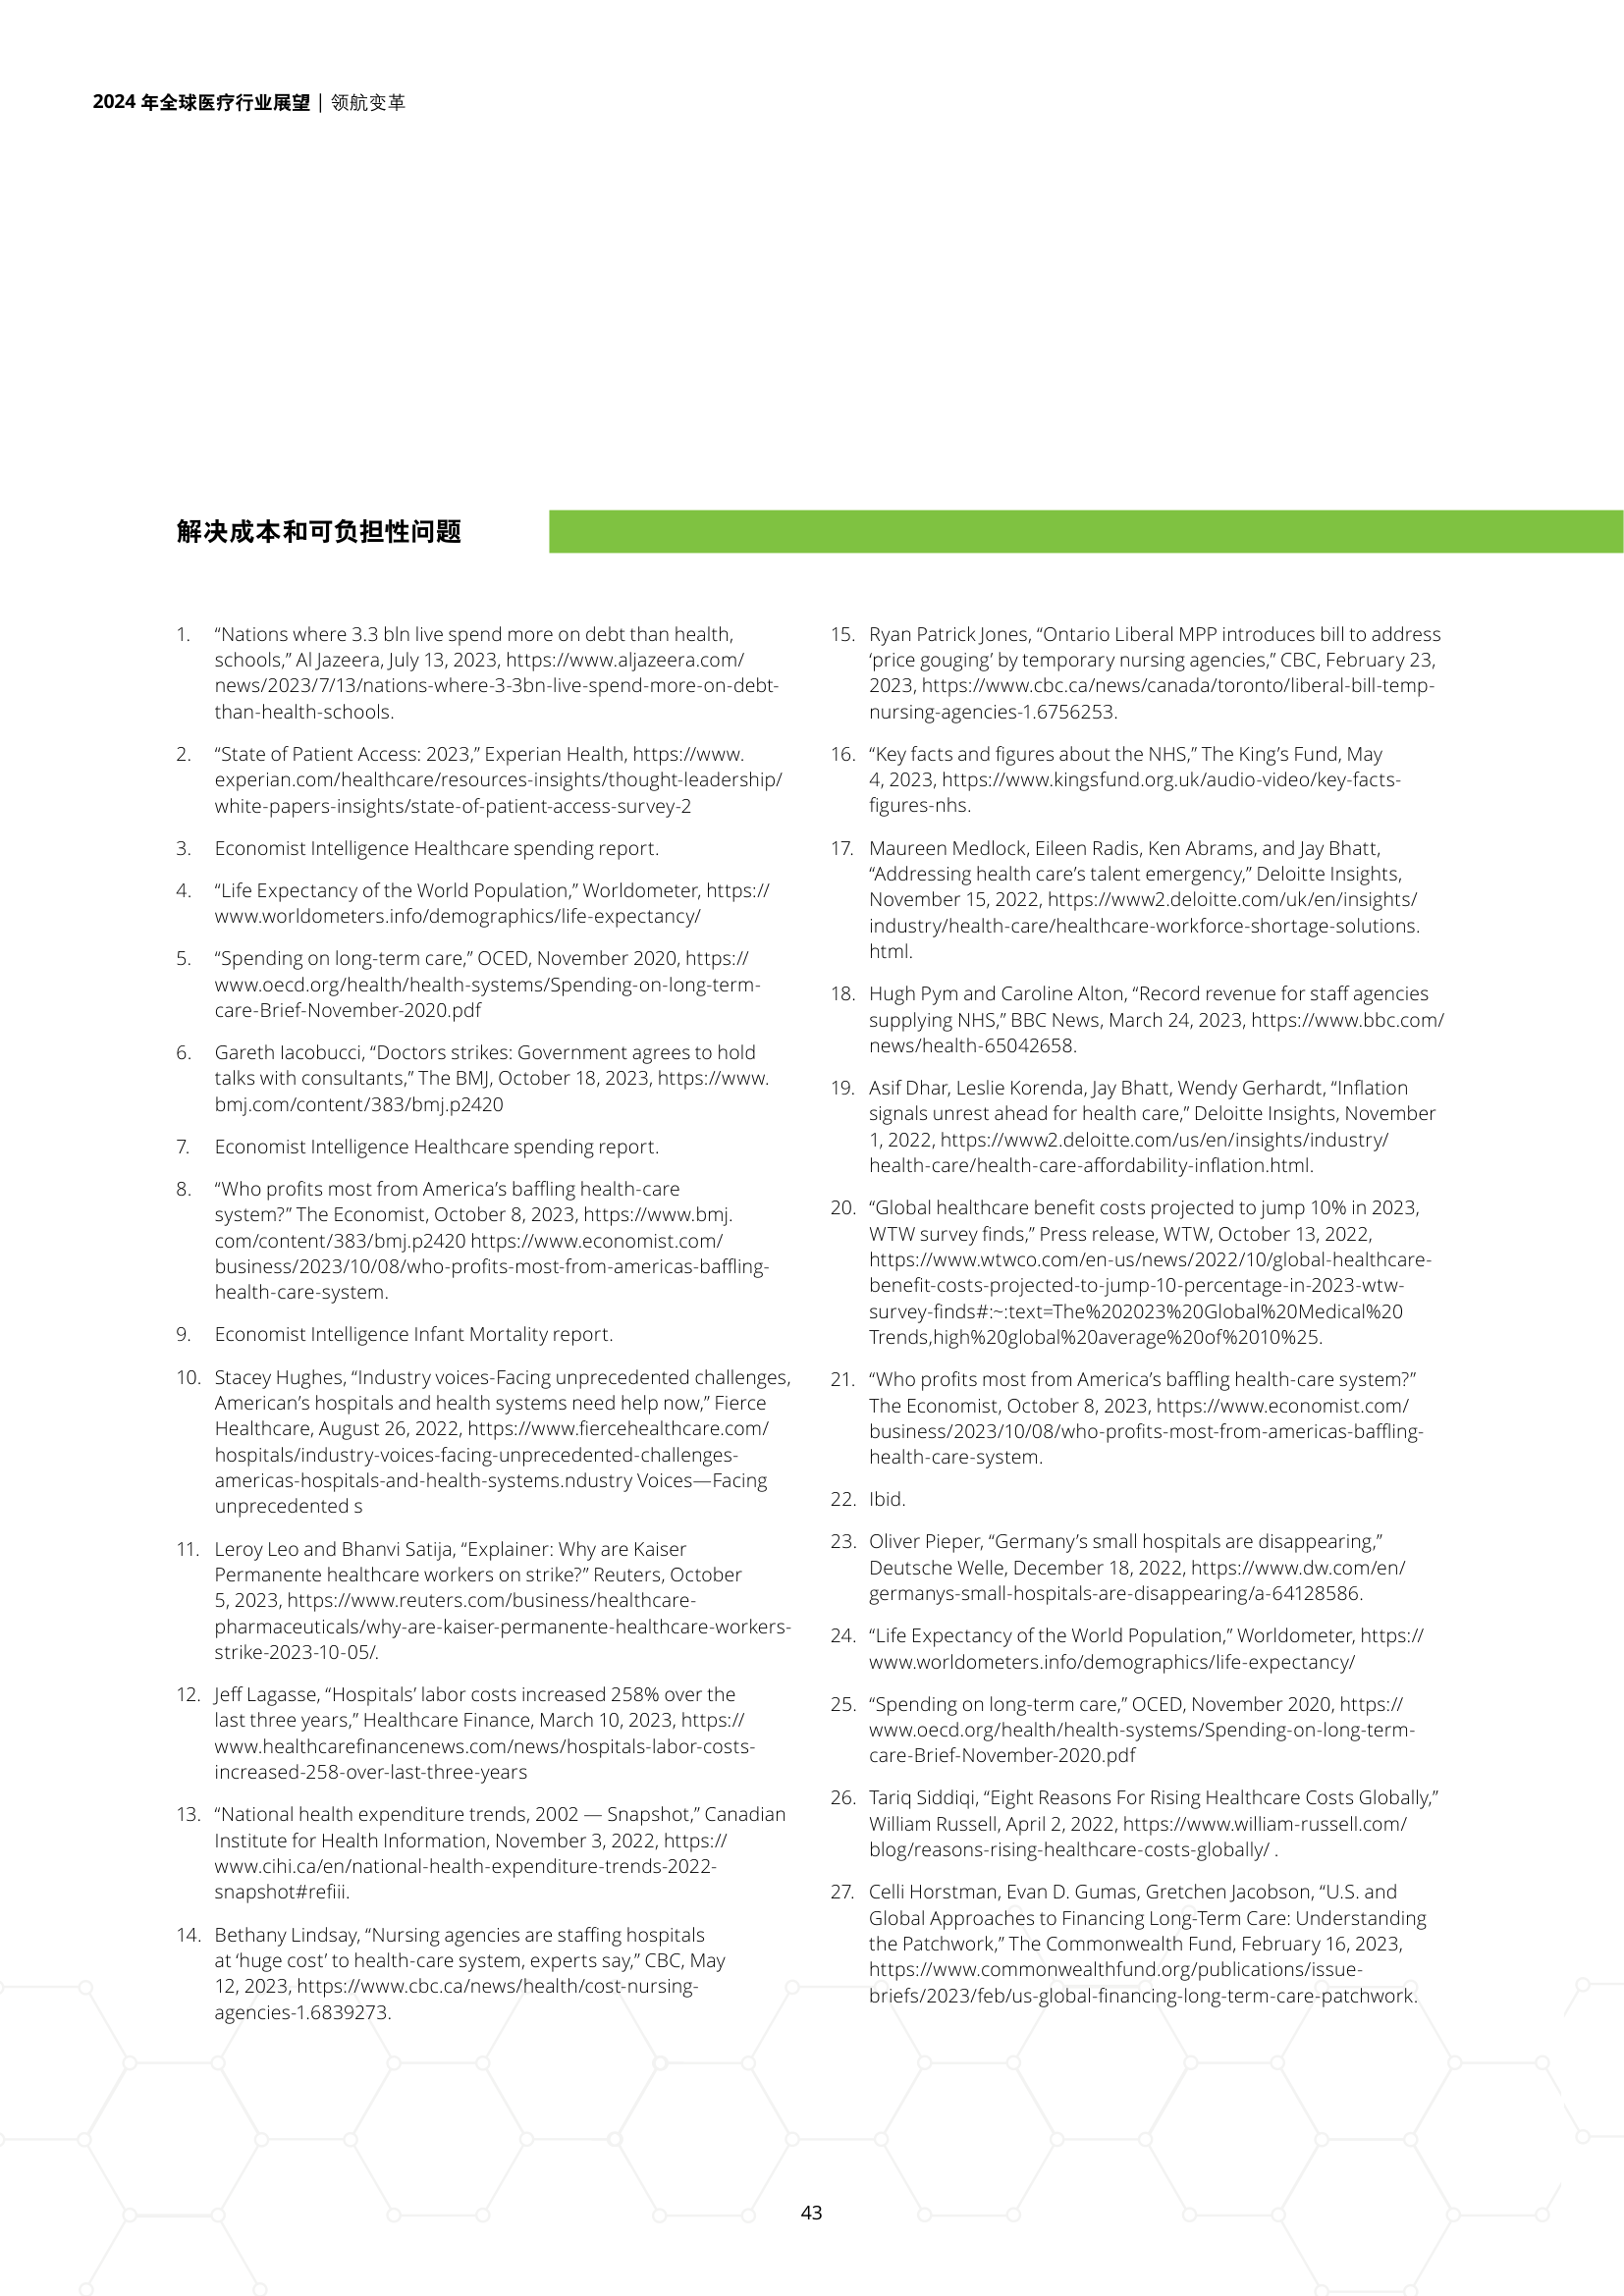 2024 年全球医疗行业展望 | 领航变革
解决成本和可负担性问题
1. “Nations where 3.3 bln live spend more on debt than health,
schools,” Al Jazeera, July 13, 2023, https://www.aljazeera.com/
news/2023/7/13/nations-where-3-3bn-live-spend-more-on-debt-
than-health-schools.
2. “State of Patient Access: 2023,” Experian Health, https://www.
experian.com/healthcare/resources-insights/thought-leadership/
white-papers-insights/state-of-patient-access-survey-2
3. Economist Intelligence Healthcare spending report.
4. “Life Expectancy of the World Population,” Worldometer, https://
www.worldometers.info/demographics/life-expectancy/
5. “Spending on long-term care,” OCED, November 2020, https://
www.oecd.org/health/health-systems/Spending-on-long-term-
care-Brief-November-2020.pdf
6. Gareth Iacobucci, “Doctors strikes: Government agrees to hold
talks with consultants,” The BMJ, October 18, 2023, https://www.
bmj.com/content/383/bmj.p2420
7. Economist Intelligence Healthcare spending report.
8. “Who profits most from America’s baffling health-care
system?” The Economist, October 8, 2023, https://www.bmj.
com/content/383/bmj.p2420 https://www.economist.com/
business/2023/10/08/who-profits-most-from-americas-baffling-
health-care-system.
9. Economist Intelligence Infant Mortality report.
10. Stacey Hughes, “Industry voices-Facing unprecedented challenges,
American’s hospitals and health systems need help now,” Fierce
Healthcare, August 26, 2022, https://www.fiercehealthcare.com/
hospitals/industry-voices-facing-unprecedented-challenges-
americas-hospitals-and-health-systems.ndustry Voices—Facing
unprecedented s
11. Leroy Leo and Bhanvi Satija, “Explainer: Why are Kaiser
Permanente healthcare workers on strike?” Reuters, October
5, 2023, https://www.reuters.com/business/healthcare-
pharmaceuticals/why-are-kaiser-permanente-healthcare-workers-
strike-2023-10-05/.
12. Jeff Lagasse, “Hospitals’ labor costs increased 258% over the
last three years,” Healthcare Finance, March 10, 2023, https://
www.healthcarefinancenews.com/news/hospitals-labor-costs-
increased-258-over-last-three-years
13. “National health expenditure trends, 2002 — Snapshot,” Canadian
Institute for Health Information, November 3, 2022, https://
www.cihi.ca/en/national-health-expenditure-trends-2022-
snapshot#refiii.
14. Bethany Lindsay, “Nursing agencies are staffing hospitals
at ‘huge cost’ to health-care system, experts say,” CBC, May
12, 2023, https://www.cbc.ca/news/health/cost-nursing-
agencies-1.6839273.
15. Ryan Patrick Jones, “Ontario Liberal MPP introduces bill to address
‘price gouging’ by temporary nursing agencies,” CBC, February 23,
2023, https://www.cbc.ca/news/canada/toronto/liberal-bill-temp-
nursing-agencies-1.6756253.
16. “Key facts and figures about the NHS,” The King’s Fund, May
4, 2023, https://www.kingsfund.org.uk/audio-video/key-facts-
figures-nhs.
17. Maureen Medlock, Eileen Radis, Ken Abrams, and Jay Bhatt,
“Addressing health care’s talent emergency,” Deloitte Insights,
November 15, 2022, https://www2.deloitte.com/uk/en/insights/
industry/health-care/healthcare-workforce-shortage-solutions.
html.
18. Hugh Pym and Caroline Alton, “Record revenue for staff agencies
supplying NHS,” BBC News, March 24, 2023, https://www.bbc.com/
news/health-65042658.
19. Asif Dhar, Leslie Korenda, Jay Bhatt, Wendy Gerhardt, “Inflation
signals unrest ahead for health care,” Deloitte Insights, November
1, 2022, https://www2.deloitte.com/us/en/insights/industry/
health-care/health-care-affordability-inflation.html.
20. “Global healthcare benefit costs projected to jump 10% in 2023,
WTW survey finds,” Press release, WTW, October 13, 2022,
https://www.wtwco.com/en-us/news/2022/10/global-healthcare-
benefit-costs-projected-to-jump-10-percentage-in-2023-wtw-
survey-finds#:~:text=The%202023%20Global%20Medical%20
Trends,high%20global%20average%20of%2010%25.
21. “Who profits most from America’s baffling health-care system?”
The Economist, October 8, 2023, https://www.economist.com/
business/2023/10/08/who-profits-most-from-americas-baffling-
health-care-system.
22. Ibid.
23. Oliver Pieper, “Germany’s small hospitals are disappearing,”
Deutsche Welle, December 18, 2022, https://www.dw.com/en/
germanys-small-hospitals-are-disappearing/a-64128586.
24. “Life Expectancy of the World Population,” Worldometer, https://
www.worldometers.info/demographics/life-expectancy/
25. “Spending on long-term care,” OCED, November 2020, https://
www.oecd.org/health/health-systems/Spending-on-long-term-
care-Brief-November-2020.pdf
26. Tariq Siddiqi, “Eight Reasons For Rising Healthcare Costs Globally,”
William Russell, April 2, 2022, https://www.william-russell.com/
blog/reasons-rising-healthcare-costs-globally/ .
27. Celli Horstman, Evan D. Gumas, Gretchen Jacobson, “U.S. and
Global Approaches to Financing Long-Term Care: Understanding
the Patchwork,” The Commonwealth Fund, February 16, 2023,
https://www.commonwealthfund.org/publications/issue-
briefs/2023/feb/us-global-financing-long-term-care-patchwork.
43